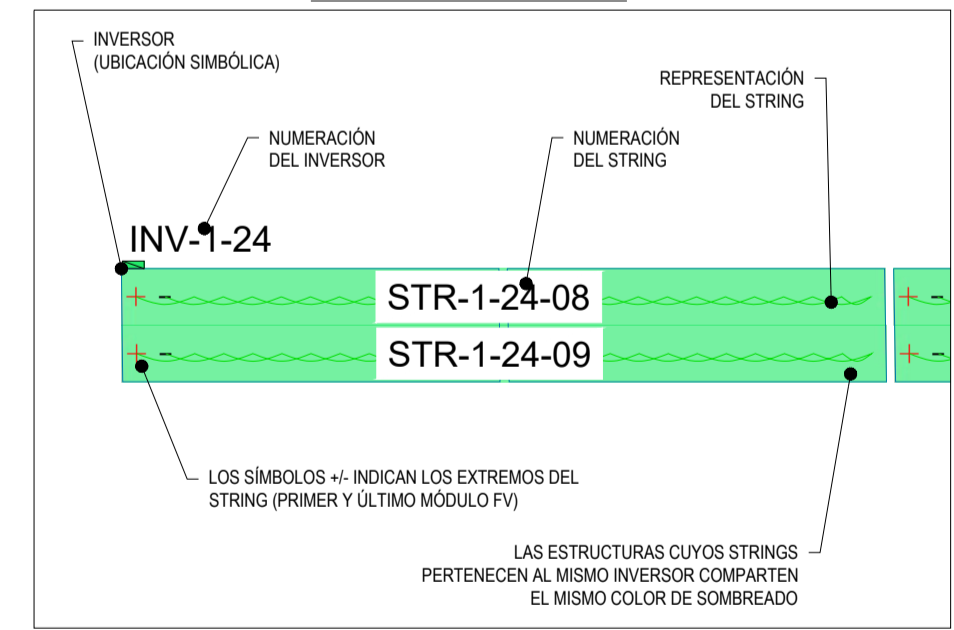 INVERSOR
(UBICACIÓN SIMBÓLICA)
REPRESENTACIÓN
DEL STRING
NUMERACIÓN
DEL INVERSOR
NUMERACIÓN
DEL STRING
INV-1-24
+ - STR-1-24-08 + -
+ - STR-1-24-09 + -
LOS SÍMBOLOS +/- INDICAN LOS EXTREMOS DEL
STRING (PRIMER Y ÚLTIMO MÓDULO FV)
LAS ESTRUCTURAS CUYOS STRINGS
PERTENECEN AL MISMO INVERSOR COMPARTEN
EL MISMO COLOR DE SOMBREADO